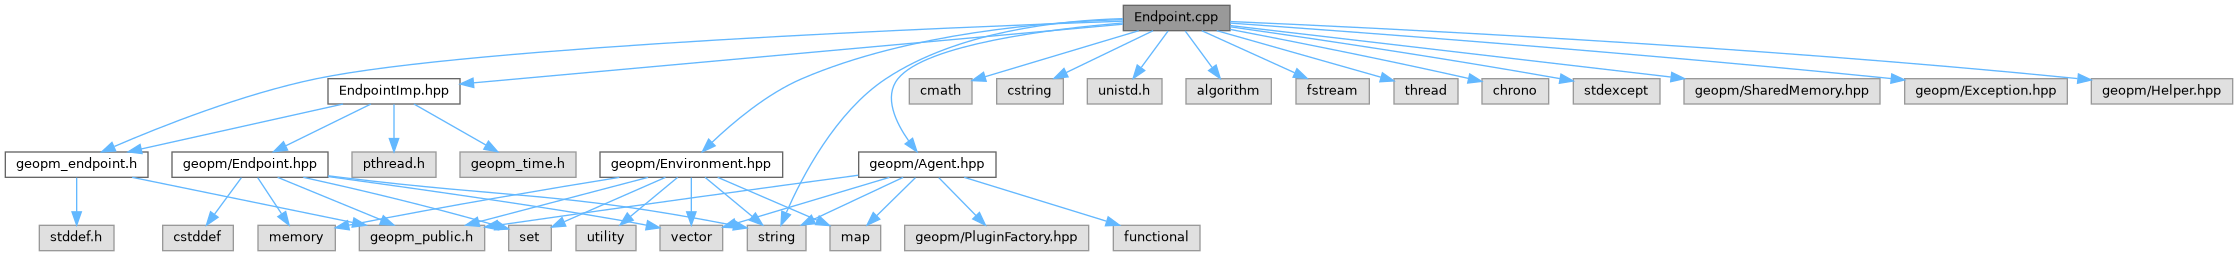 Endpoint.cpp
EndpointImp.hpp
cmath
cstring
unistd.h
algorithm
fstream
thread
chrono
stdexcept
geopm/SharedMemory.hpp
geopm/Exception.hpp
geopm/Helper.hpp
geopm_endpoint.h
geopm/Endpoint.hpp
pthread.h
geopm_time.h
geopm/Environment.hpp
geopm/Agent.hpp
stddef.h
cstddef
memory
geopm_public.h
set
utility
vector
string
map
geopm/PluginFactory.hpp
functional